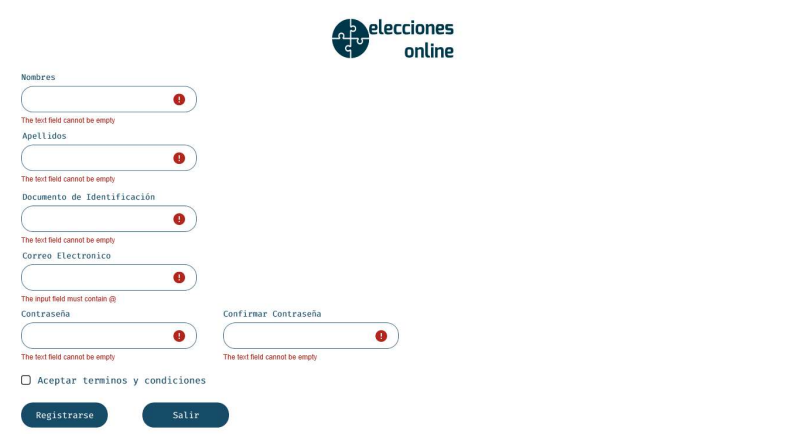 elecciones
online
Nombres
The text field cannot be empty
Apellidos
The text field cannot be empty
Documento de Identificación
The text field cannot be empty
Correo Electronico
The input field must contain @
Contraseña Confirmar Contraseña
The text field cannot be empty The text field cannot be empty
Aceptar terminos y condiciones
Registrarse Salir